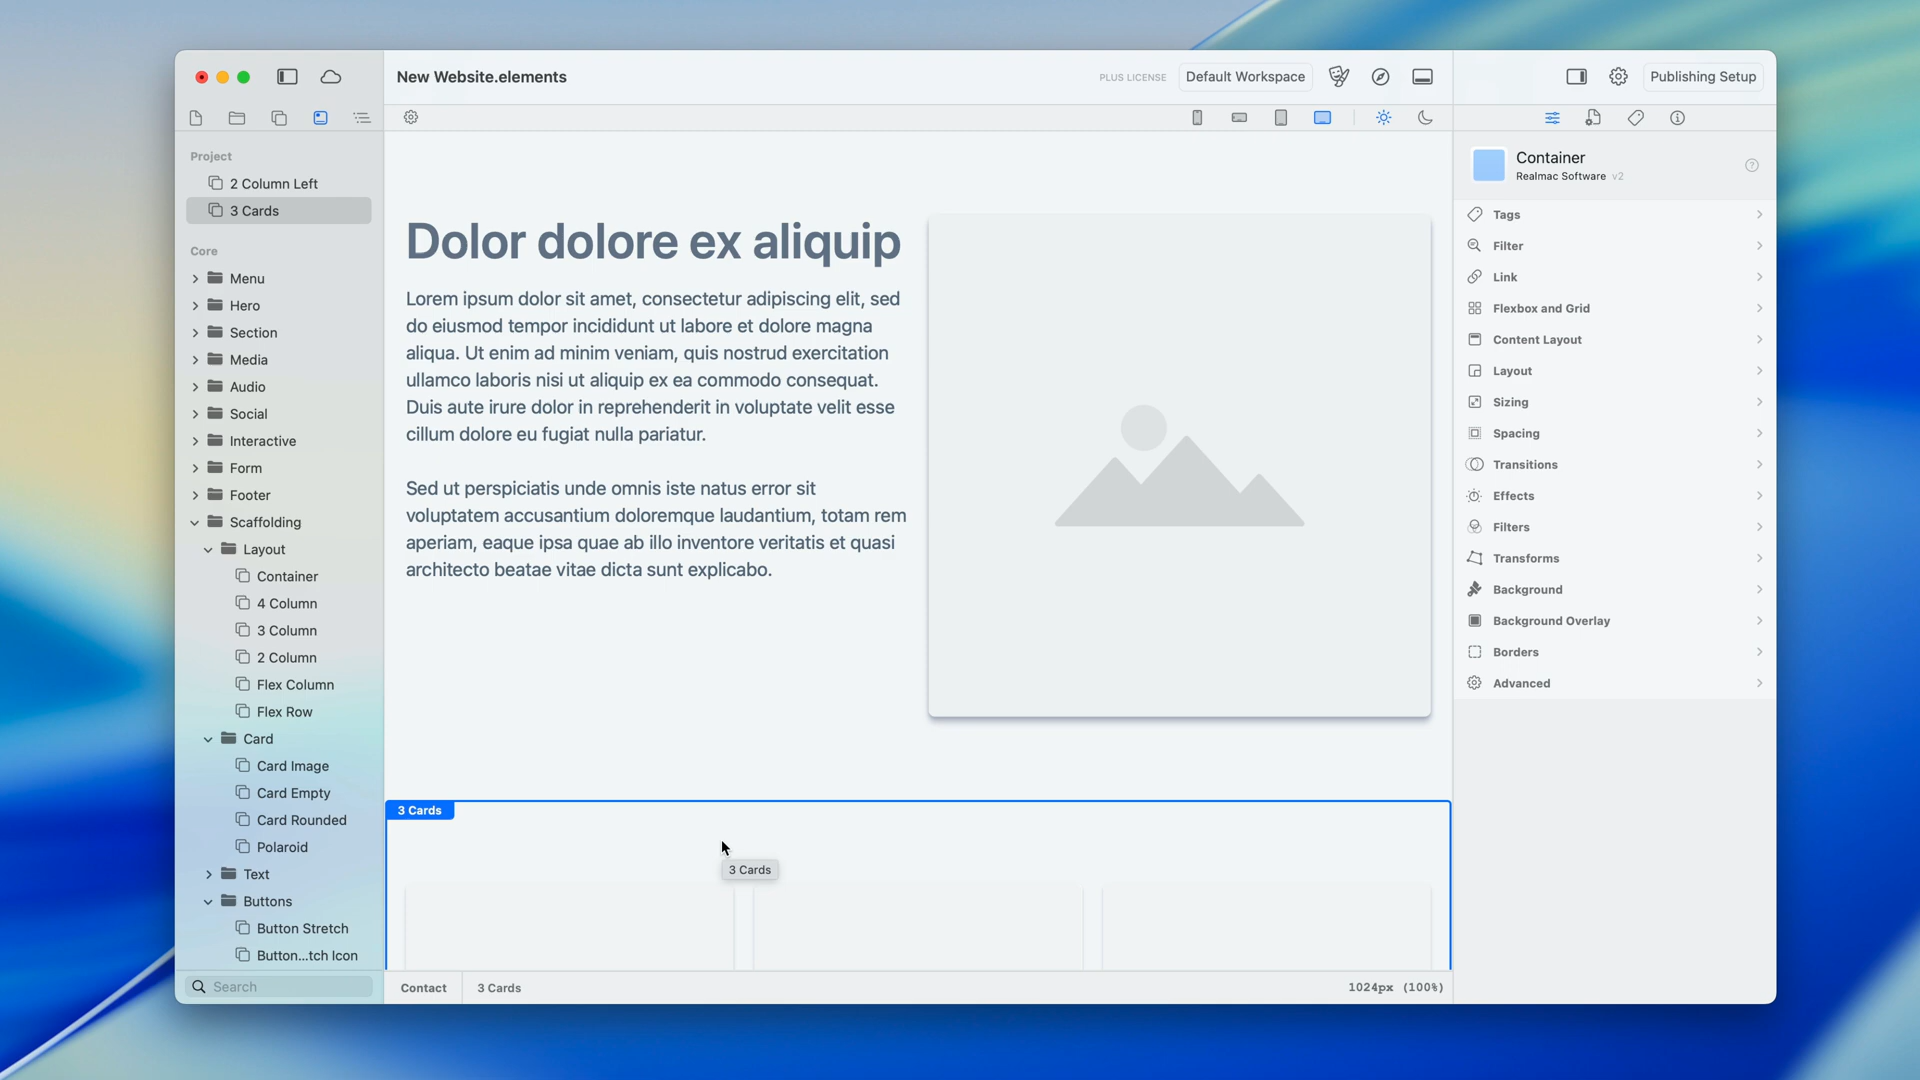 New Website.elements
PLUS LICENSE
Default Workspace
Publishing Setup
Project
2 Column Left
3 Cards
Core
Menu
Hero
Section
Media
Audio
Social
Interactive
Form
Footer
Scaffolding
Layout
Container
4 Column
3 Column
2 Column
Flex Column
Flex Row
Card
Card Image
Card Empty
Card Rounded
Polaroid
Text
Buttons
Button Stretch
Button...tch Icon
Search
Dolor dolore ex aliquip
Lorem ipsum dolor sit amet, consectetur adipiscing elit, sed
do eiusmod tempor incididunt ut labore et dolore magna
aliqua. Ut enim ad minim veniam, quis nostrud exercitation
ullamco laboris nisi ut aliquip ex ea commodo consequat.
Duis aute irure dolor in reprehenderit in voluptate velit esse
cillum dolore eu fugiat nulla pariatur.
Sed ut perspiciatis unde omnis iste natus error sit
voluptatem accusantium doloremque laudantium, totam rem
aperiam, eaque ipsa quae ab illo inventore veritatis et quasi
architecto beatae vitae dicta sunt explicabo.
3 Cards
3 Cards
Contact
3 Cards
1024px (100%)
Container
Realmac Software v2
Tags
Filter
Link
Flexbox and Grid
Content Layout
Layout
Sizing
Spacing
Transitions
Effects
Filters
Transforms
Background
Background Overlay
Borders
Advanced